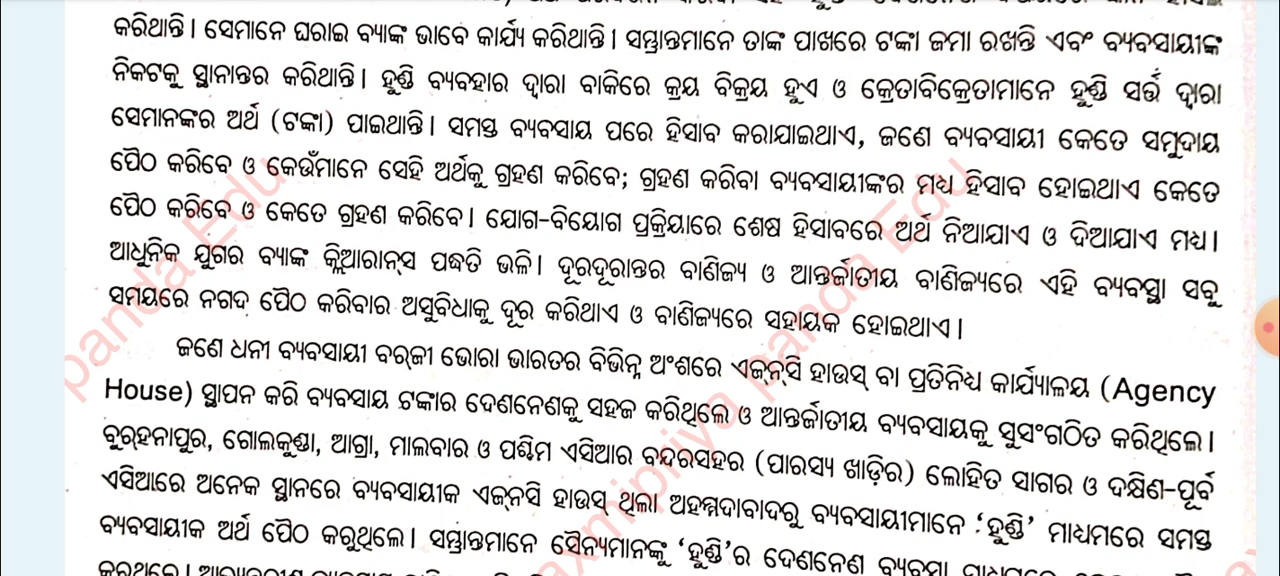 କରିଥାନ୍ତି। ସେମାନେ ଘରାଇ ବ୍ୟାଙ୍କ ଭାବେ କାର୍ଯ୍ୟ କରିଥାନ୍ତି। ସମ୍ଭ୍ରାନ୍ତମାନେ ତାଙ୍କ ପାଖରେ ଟଙ୍କା ଜମା ରଖନ୍ତି ଏବଂ ବ୍ୟବସାୟୀଙ୍କ
ନିକଟକୁ ସ୍ଥାନାନ୍ତର କରିଥାନ୍ତି। ହୁଣ୍ଡି ବ୍ୟବହାର ଦ୍ୱାରା ବାକିରେ କ୍ରୟ ବିକ୍ରୟ ହୁଏ ଓ କ୍ରେତାବିକ୍ରେତାମାନେ ହୁଣ୍ଡି ସର୍ତ୍ତ ଦ୍ୱାରା
ସେମାନଙ୍କର ଅର୍ଥ (ଟଙ୍କା) ପାଇଥାନ୍ତି। ସମସ୍ତ ବ୍ୟବସାୟ ପରେ ହିସାବ କରାଯାଇଥାଏ, ଜଣେ ବ୍ୟବସାୟୀ କେତେ ସମୁଦାୟ
ପୈଠ କରିବେ ଓ କେଉଁମାନେ ସେହି ଅର୍ଥକୁ ଗ୍ରହଣ କରିବେ; ଗ୍ରହଣ କରିବା ବ୍ୟବସାୟୀଙ୍କର ମଧ୍ୟ ହିସାବ ହୋଇଥାଏ କେତେ
ପୈଠ କରିବେ ଓ କେତେ ଗ୍ରହଣ କରିବେ। ଯୋଗ-ବିୟୋଗ ପ୍ରକ୍ରିୟାରେ ଶେଷ ହିସାବରେ ଅର୍ଥ ନିଆଯାଏ ଓ ଦିଆଯାଏ ମଧ୍ୟ।
ଆଧୁନିକ ଯୁଗର ବ୍ୟାଙ୍କ କ୍ଲିଆରାନ୍‌ସ ପଦ୍ଧତି ଭଳି। ଦୂରଦୂରାନ୍ତର ବାଣିଜ୍ୟ ଓ ଆନ୍ତର୍ଜାତୀୟ ବାଣିଜ୍ୟରେ ଏହି ବ୍ୟବସ୍ଥା ସବୁ
ସମୟରେ ନଗଦ ପୈଠ କରିବାର ଅସୁବିଧାକୁ ଦୂର କରିଥାଏ ଓ ବାଣିଜ୍ୟରେ ସହାୟକ ହୋଇଥାଏ।
ଜଣେ ଧନୀ ବ୍ୟବସାୟୀ ବର୍‌ଜୀ ଭୋରା ଭାରତର ବିଭିନ୍ନ ଅଂଶରେ ଏଜ୍‌ନ୍‌ସି ହାଉସ୍ ବା ପ୍ରତିନିଧି କାର୍ଯ୍ୟାଳୟ (Agency
House) ସ୍ଥାପନ କରି ବ୍ୟବସାୟ ଟଙ୍କାର ଦେଣନେଣକୁ ସହଜ କରିଥିଲେ ଓ ଆନ୍ତର୍ଜାତୀୟ ବ୍ୟବସାୟକୁ ସୁସଂଗଠିତ କରିଥିଲେ।
ବୁର୍‌ହନାପୁର, ଗୋଲକୁଣ୍ଡା, ଆଗ୍ରା, ମାଲବାର ଓ ପଶ୍ଚିମ ଏସିଆର ବନ୍ଦରସହର (ପାରସ୍ୟ ଖାଡ଼ିର) ଲୋହିତ ସାଗର ଓ ଦକ୍ଷିଣ-ପୂର୍ବ
ଏସିଆରେ ଅନେକ ସ୍ଥାନରେ ବ୍ୟବସାୟୀକ ଏଜ୍‌ନ୍‌ସି ହାଉସ୍ ଥିଲା ଅହମ୍ମଦାବାଦରୁ ବ୍ୟବସାୟୀମାନେ ‘ହୁଣ୍ଡି’ ମାଧ୍ୟମରେ ସମସ୍ତ
ବ୍ୟବସାୟୀକ ଅର୍ଥ ପୈଠ କରୁଥିଲେ। ସମ୍ଭ୍ରାନ୍ତମାନେ ସୈନ୍ୟମାନଙ୍କୁ ‘ହୁଣ୍ଡି’ର ଦେଣନେଣ